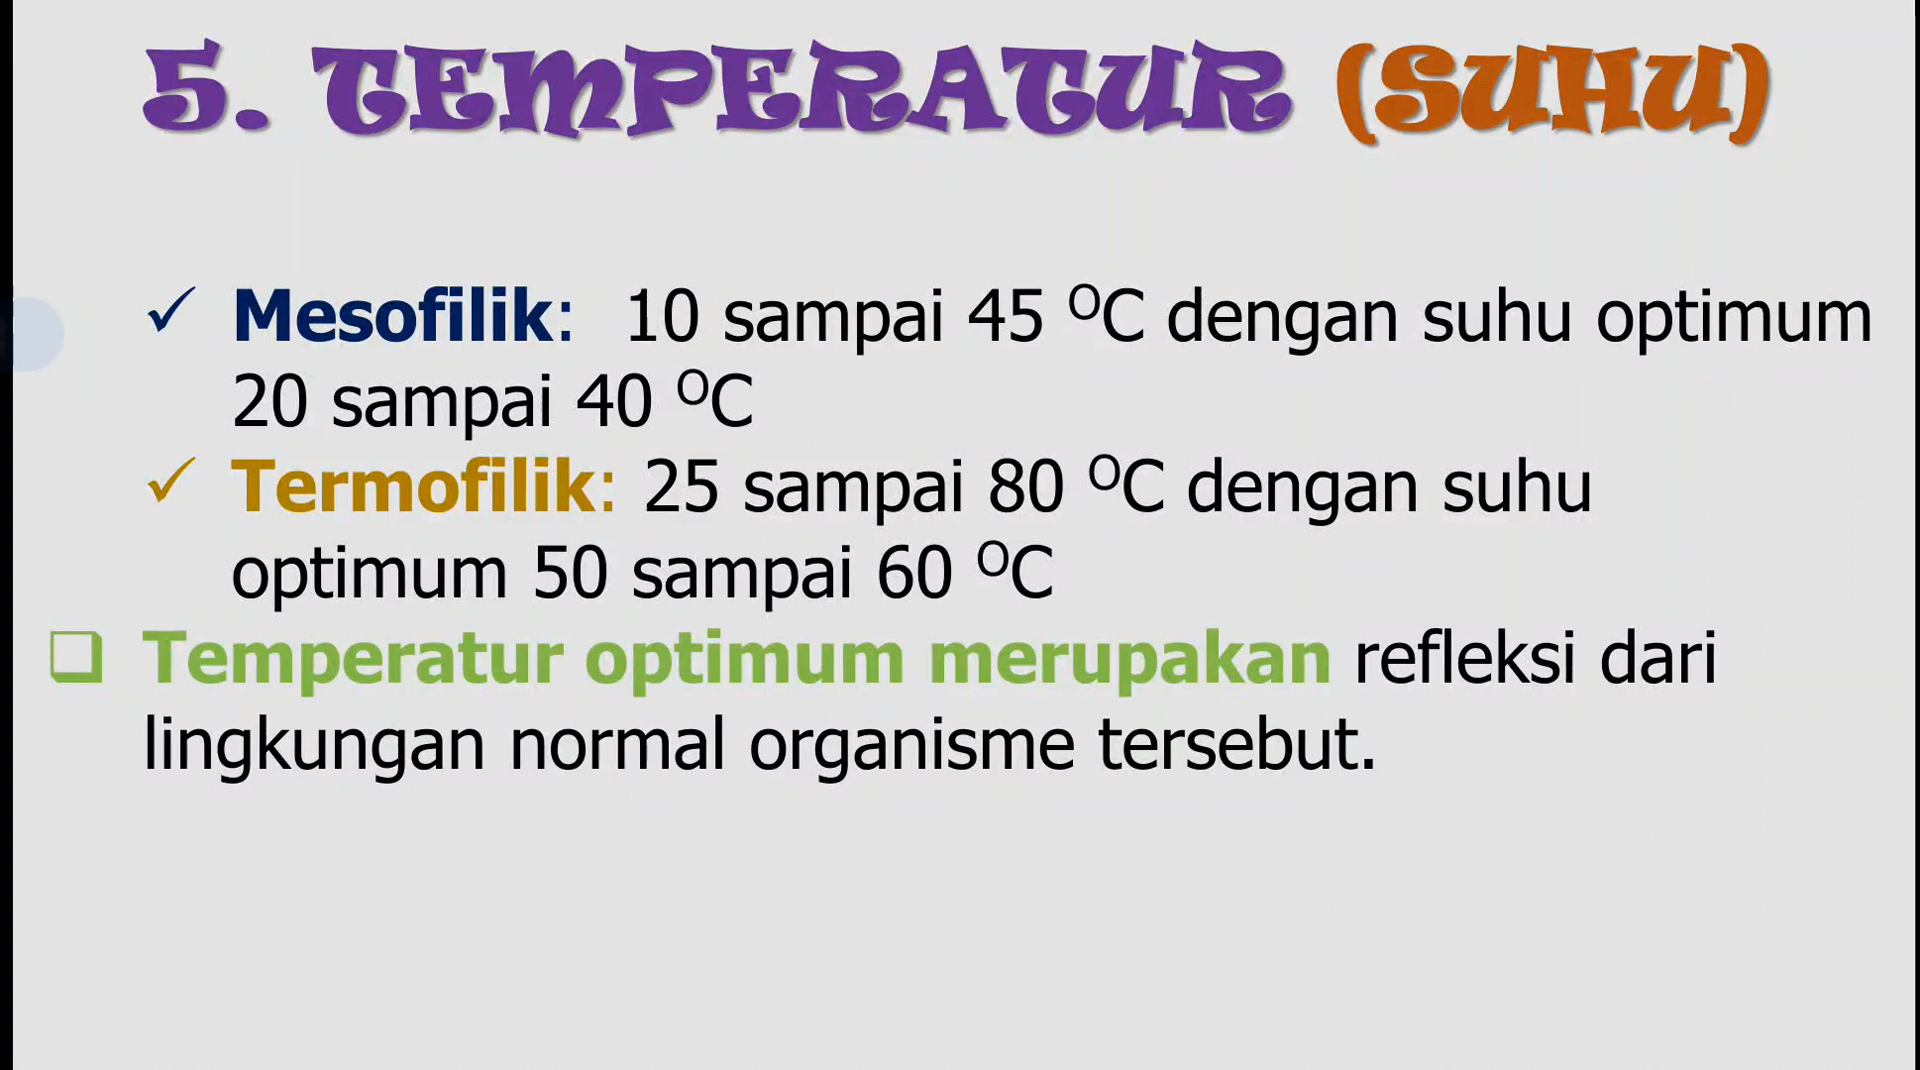 5. TEMPERATUR (SUHU)
✓ Mesofilik: 10 sampai 45 ᴼC dengan suhu optimum
20 sampai 40 ᴼC
✓ Termofilik: 25 sampai 80 ᴼC dengan suhu
optimum 50 sampai 60 ᴼC
❑ Temperatur optimum merupakan refleksi dari
lingkungan normal organisme tersebut.